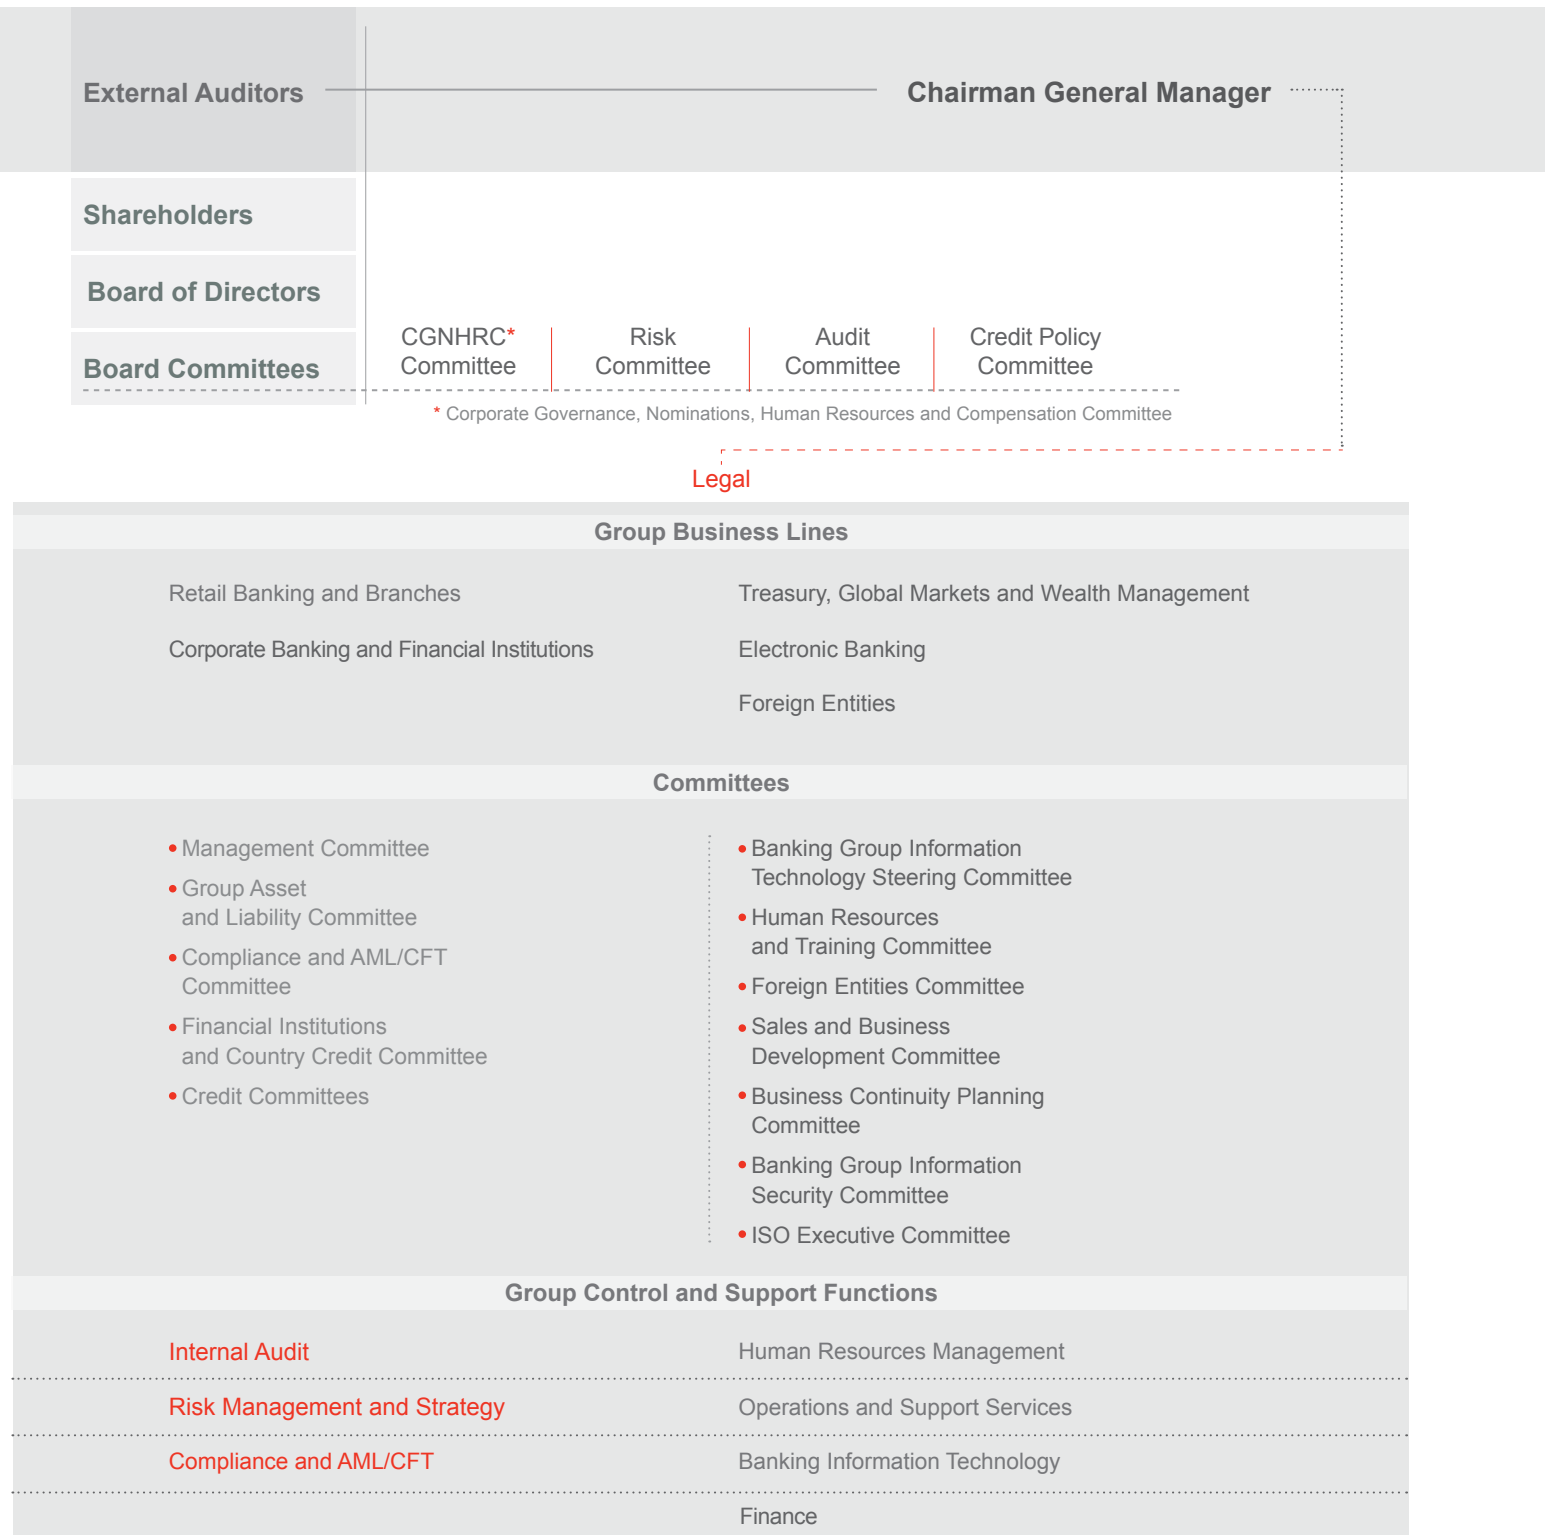 External Auditors
Chairman General Manager
Shareholders
Board of Directors
Board Committees
CGNHRC*
Committee
Risk
Committee
Audit
Committee
Credit Policy
Committee
* Corporate Governance, Nominations, Human Resources and Compensation Committee
Legal
Group Business Lines
Retail Banking and Branches
Corporate Banking and Financial Institutions
Treasury, Global Markets and Wealth Management
Electronic Banking
Foreign Entities
Committees
• Management Committee
• Group Asset
and Liability Committee
• Compliance and AML/CFT
Committee
• Financial Institutions
and Country Credit Committee
• Credit Committees
• Banking Group Information
Technology Steering Committee
• Human Resources
and Training Committee
• Foreign Entities Committee
• Sales and Business
Development Committee
• Business Continuity Planning
Committee
• Banking Group Information
Security Committee
• ISO Executive Committee
Group Control and Support Functions
Internal Audit
Human Resources Management
Risk Management and Strategy
Operations and Support Services
Compliance and AML/CFT
Banking Information Technology
Finance